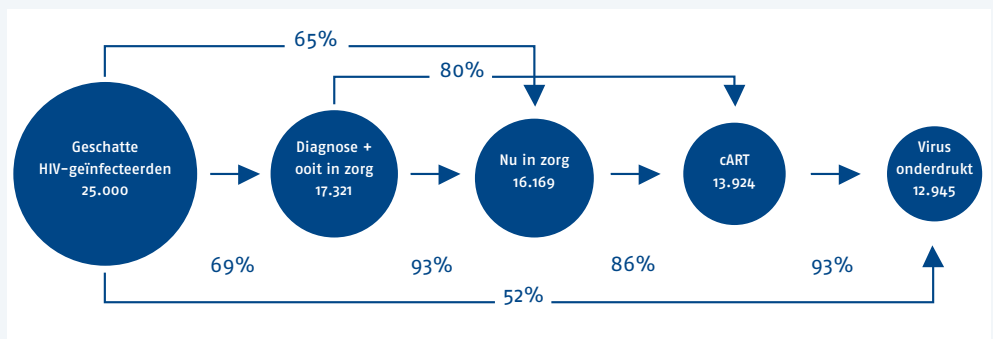 65%
80%
Geschatte
HIV-geïnfecteerden
25.000
Diagnose +
ooit in zorg
17.321
Nu in zorg
16.169
cART
13.924
Virus
onderdrukt
12.945
69%
93%
86%
93%
52%